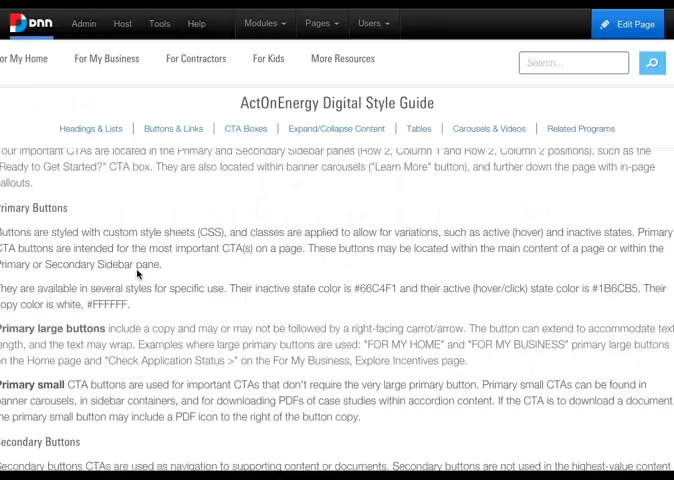 DNN Admin Host Tools Help Modules Pages Users Edit Page
or My Home For My Business For Contractors For Kids More Resources Search...
ActOnEnergy Digital Style Guide
Headings & Lists | Buttons & Links | CTA Boxes | Expand/Collapse Content | Tables | Carousels & Videos | Related Programs
our important CTAs are located in the Primary and Secondary Sidebar panes (Row 2, Column 1 and Row 2, Column 2 positions), such as the
"Ready to Get Started?" CTA box. They are also located within banner carousels ("Learn More" button), and further down the page with in-page
allouts.
Primary Buttons
Buttons are styled with custom style sheets (CSS), and classes are applied to allow for variations, such as active (hover) and inactive states. Primary
CTA buttons are intended for the most important CTA(s) on a page. These buttons may be located within the main content of a page or within the
Primary or Secondary Sidebar pane.
They are available in several styles for specific use. Their inactive state color is #66C4F1 and their active (hover/click) state color is #1B6CB5. Their
opy color is white, #FFFFFF.
Primary large buttons include a copy and may or may not be followed by a right-facing carrot/arrow. The button can extend to accommodate text
ength, and the text may wrap. Examples where large primary buttons are used: "FOR MY HOME" and "FOR MY BUSINESS" primary large buttons
on the Home page and "Check Application Status >" on the For My Business, Explore Incentives page.
Primary small CTA buttons are used for important CTAs that don't require the very large primary button. Primary small CTAs can be found in
banner carousels, in sidebar containers, and for downloading PDFs of case studies within accordion content. If the CTA is to download a document,
he primary small button may include a PDF icon to the right of the button copy.
Secondary Buttons
Secondary buttons CTAs are used as navigation to supporting content or documents. Secondary buttons are not used in the highest-value content